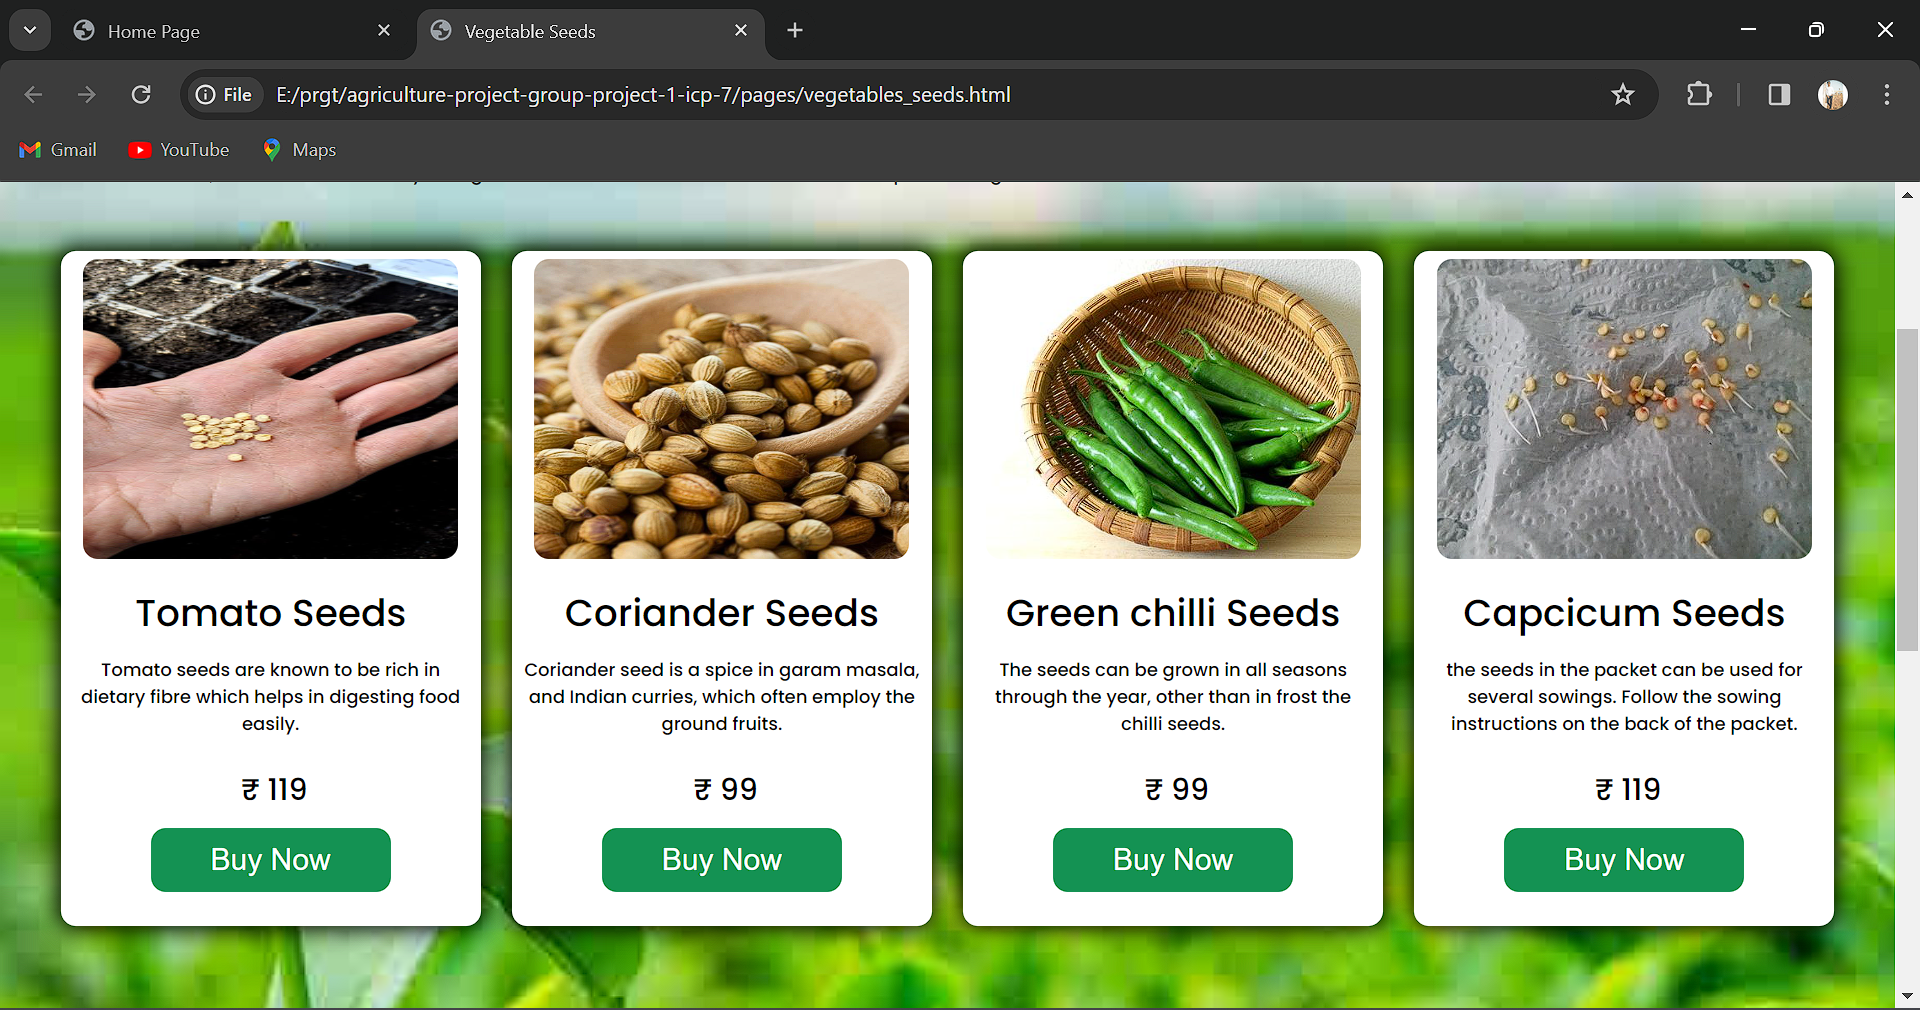 Home Page
Vegetable Seeds
File
E:/prgt/agriculture-project-group-project-1-icp-7/pages/vegetables_seeds.html
Gmail
YouTube
Maps
Tomato Seeds
Tomato seeds are known to be rich in
dietary fibre which helps in digesting food
easily.
₹ 119
Buy Now
Coriander Seeds
Coriander seed is a spice in garam masala,
and Indian curries, which often employ the
ground fruits.
₹ 99
Buy Now
Green chilli Seeds
The seeds can be grown in all seasons
through the year, other than in frost the
chilli seeds.
₹ 99
Buy Now
Capcicum Seeds
the seeds in the packet can be used for
several sowings. Follow the sowing
instructions on the back of the packet.
₹ 119
Buy Now